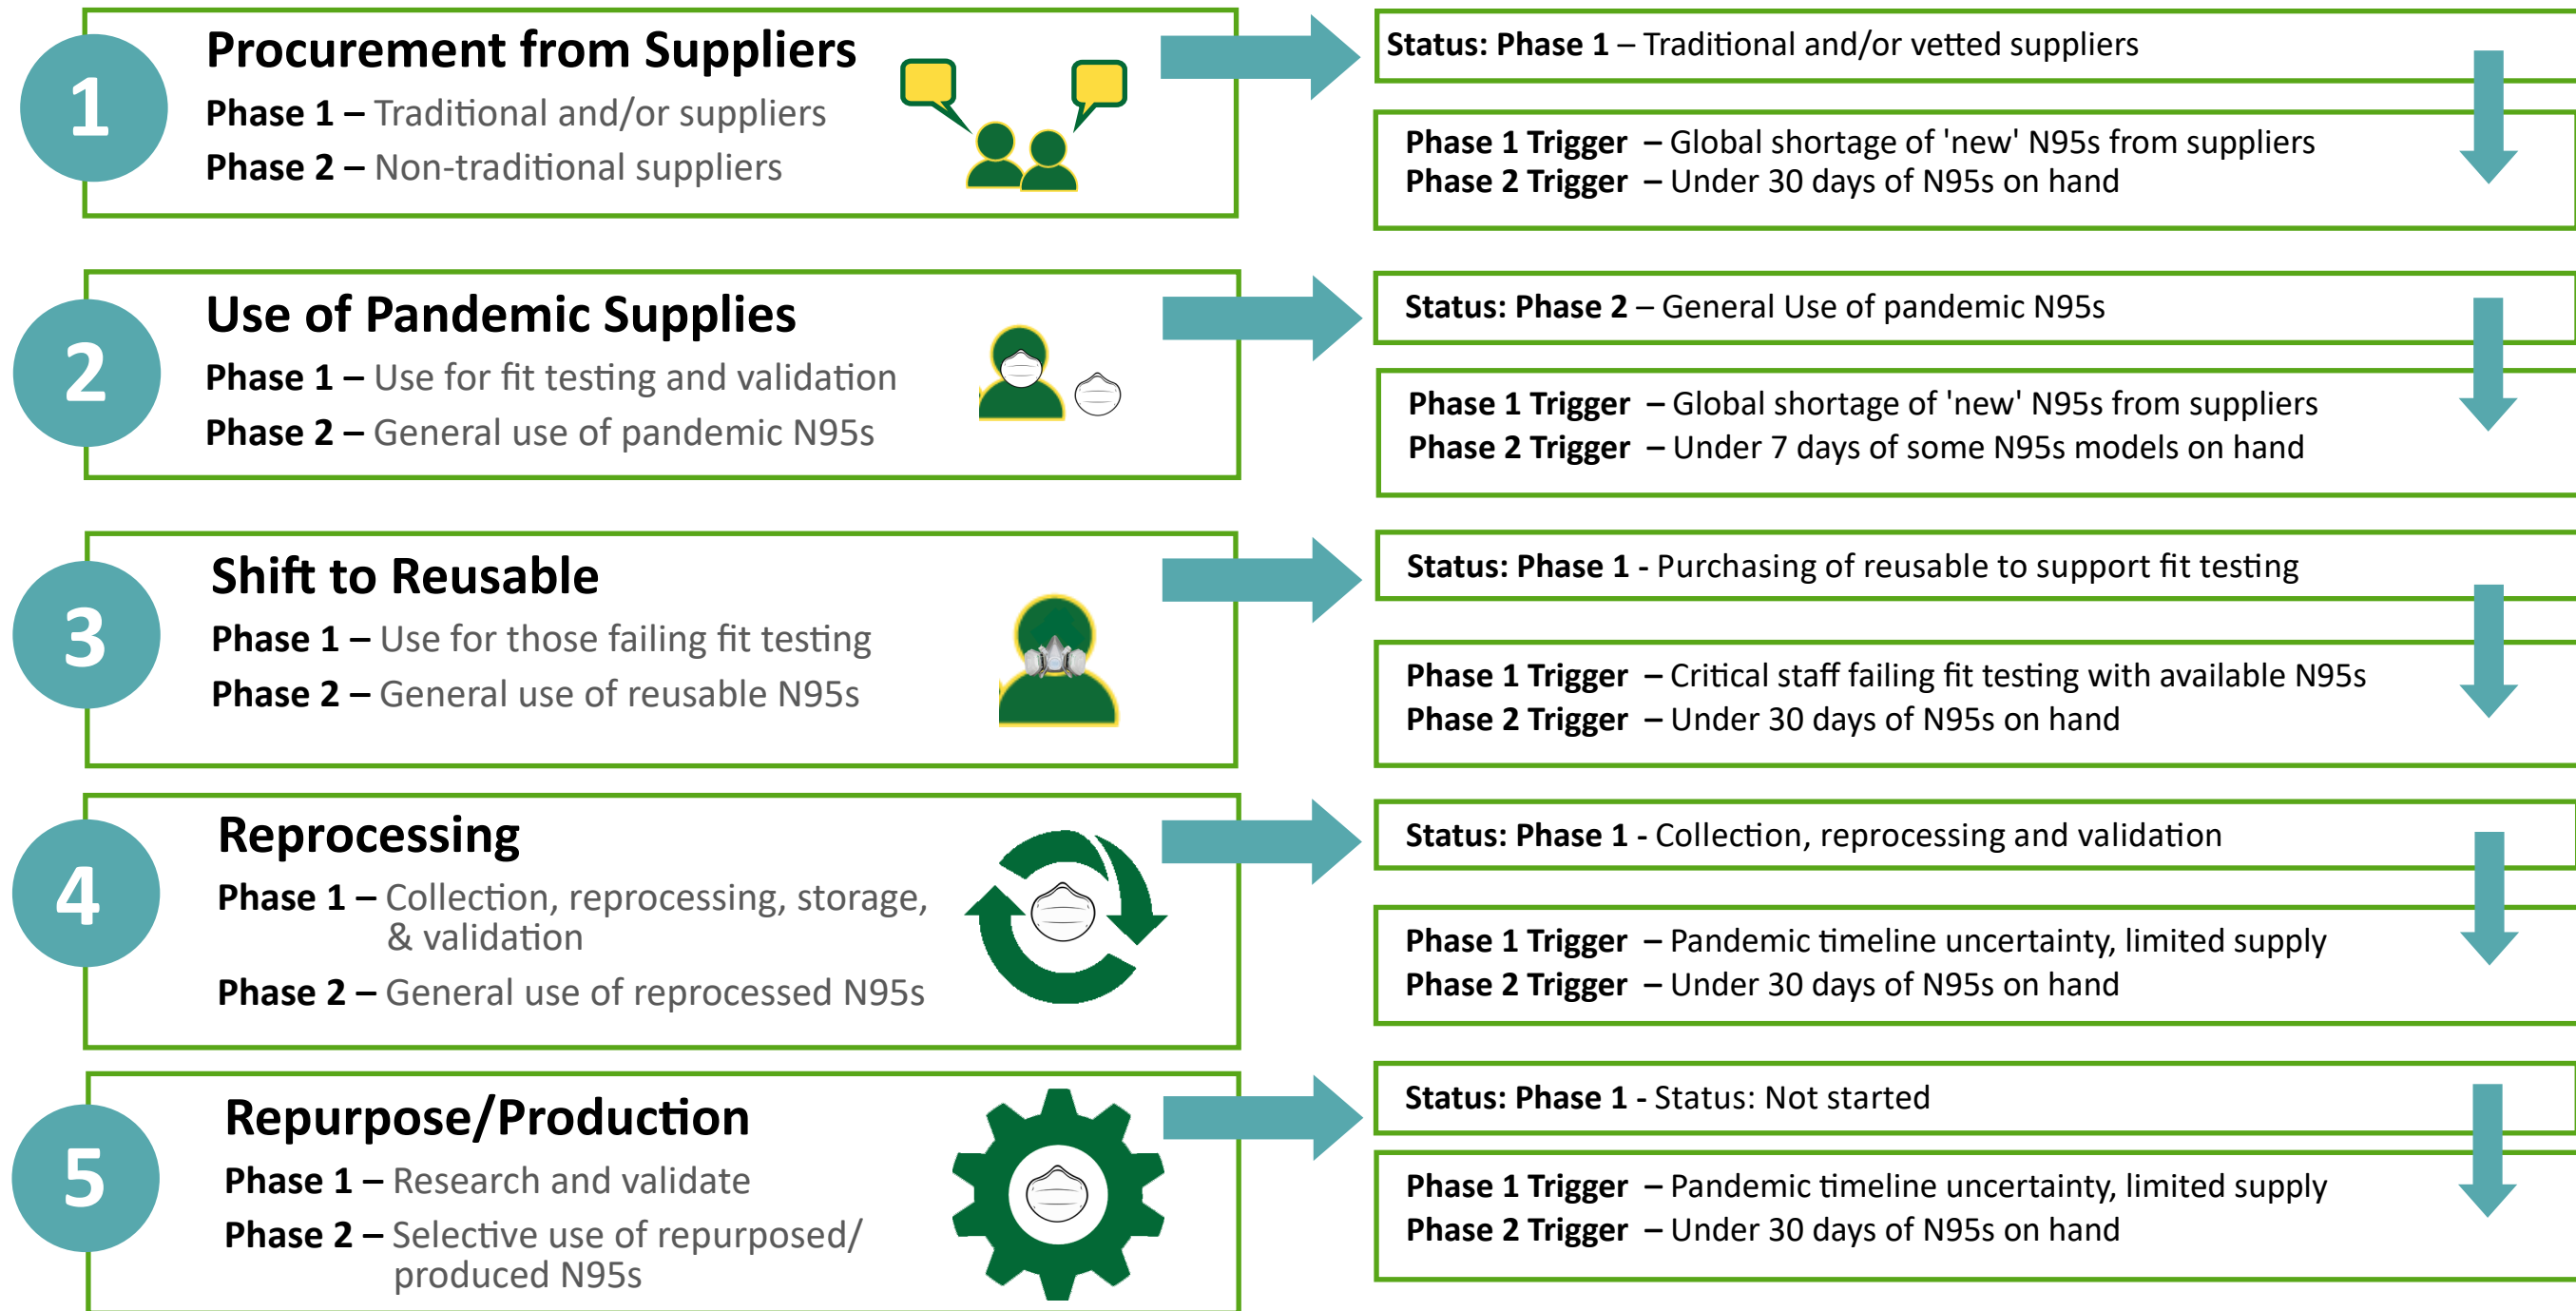 1
Procurement from Suppliers
Phase 1 – Traditional and/or suppliers
Phase 2 – Non-traditional suppliers
Status: Phase 1 – Traditional and/or vetted suppliers
Phase 1 Trigger – Global shortage of 'new' N95s from suppliers
Phase 2 Trigger – Under 30 days of N95s on hand
2
Use of Pandemic Supplies
Phase 1 – Use for fit testing and validation
Phase 2 – General use of pandemic N95s
Status: Phase 2 – General Use of pandemic N95s
Phase 1 Trigger – Global shortage of 'new' N95s from suppliers
Phase 2 Trigger – Under 7 days of some N95s models on hand
3
Shift to Reusable
Phase 1 – Use for those failing fit testing
Phase 2 – General use of reusable N95s
Status: Phase 1 - Purchasing of reusable to support fit testing
Phase 1 Trigger – Critical staff failing fit testing with available N95s
Phase 2 Trigger – Under 30 days of N95s on hand
4
Reprocessing
Phase 1 – Collection, reprocessing, storage,
& validation
Phase 2 – General use of reprocessed N95s
Status: Phase 1 - Collection, reprocessing and validation
Phase 1 Trigger – Pandemic timeline uncertainty, limited supply
Phase 2 Trigger – Under 30 days of N95s on hand
5
Repurpose/Production
Phase 1 – Research and validate
Phase 2 – Selective use of repurposed/
produced N95s
Status: Phase 1 - Status: Not started
Phase 1 Trigger – Pandemic timeline uncertainty, limited supply
Phase 2 Trigger – Under 30 days of N95s on hand